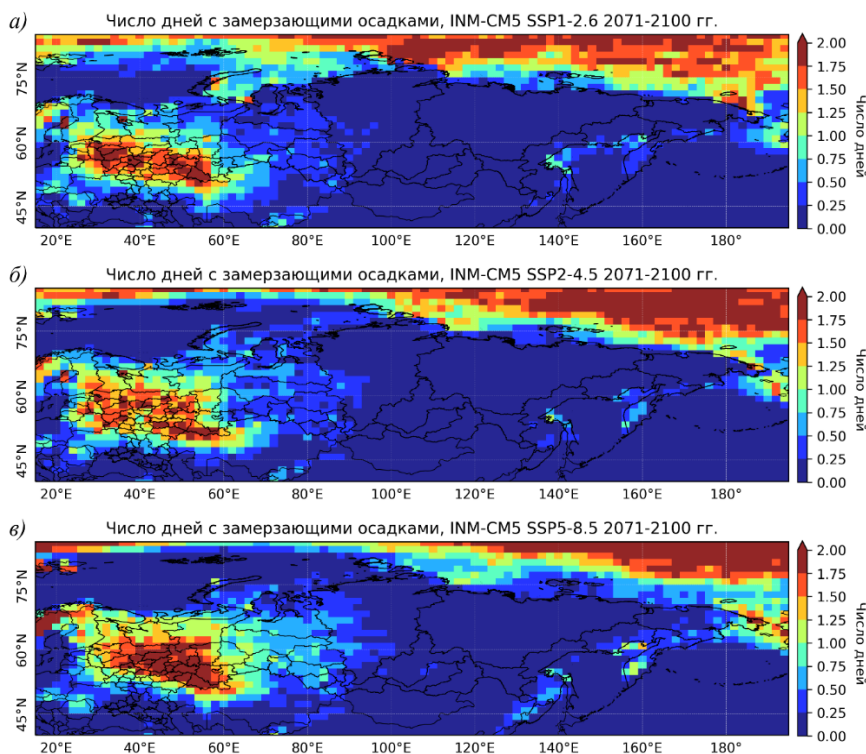 а)
Число дней с замерзающими осадками, INM-CM5 SSP1-2.6 2071-2100 гг.
75°N
60°N
45°N
20°E 40°E 60°E 80°E 100°E 120°E 140°E 160°E 180°
2.00
1.75
1.50
1.25
1.00
0.75
0.50
0.25
0.00
Число дней
б)
Число дней с замерзающими осадками, INM-CM5 SSP2-4.5 2071-2100 гг.
75°N
60°N
45°N
20°E 40°E 60°E 80°E 100°E 120°E 140°E 160°E 180°
2.00
1.75
1.50
1.25
1.00
0.75
0.50
0.25
0.00
Число дней
в)
Число дней с замерзающими осадками, INM-CM5 SSP5-8.5 2071-2100 гг.
75°N
60°N
45°N
20°E 40°E 60°E 80°E 100°E 120°E 140°E 160°E 180°
2.00
1.75
1.50
1.25
1.00
0.75
0.50
0.25
0.00
Число дней